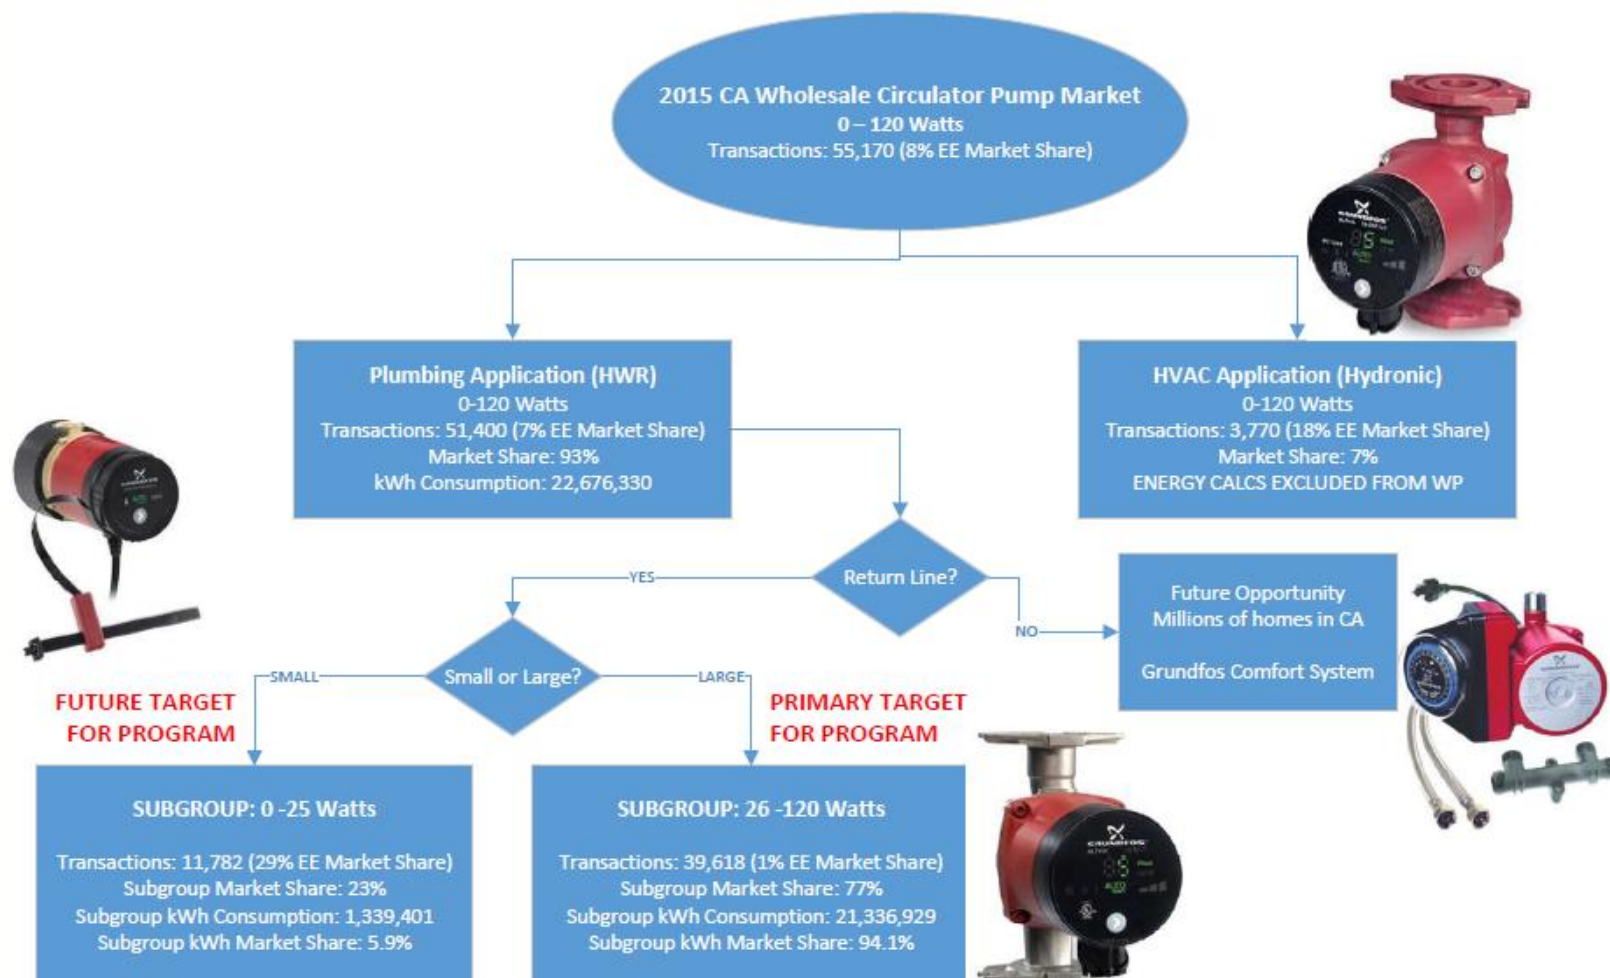 2015 CA Wholesale Circulator Pump Market
0 – 120 Watts
Transactions: 55,170 (8% EE Market Share)
Plumbing Application (HWR)
0-120 Watts
Transactions: 51,400 (7% EE Market Share)
Market Share: 93%
kWh Consumption: 22,676,330
HVAC Application (Hydronic)
0-120 Watts
Transactions: 3,770 (18% EE Market Share)
Market Share: 7%
ENERGY CALCS EXCLUDED FROM WP
Return Line?
YES
NO
Future Opportunity
Millions of homes in CA
Grundfos Comfort System
Small or Large?
SMALL
LARGE
FUTURE TARGET
FOR PROGRAM
PRIMARY TARGET
FOR PROGRAM
SUBGROUP: 0 -25 Watts
Transactions: 11,782 (29% EE Market Share)
Subgroup Market Share: 23%
Subgroup kWh Consumption: 1,339,401
Subgroup kWh Market Share: 5.9%
SUBGROUP: 26 -120 Watts
Transactions: 39,618 (1% EE Market Share)
Subgroup Market Share: 77%
Subgroup kWh Consumption: 21,336,929
Subgroup kWh Market Share: 94.1%
GRUNDFOS
AUTO
GRUNDFOS
AUTO
GRUNDFOS
AUTO